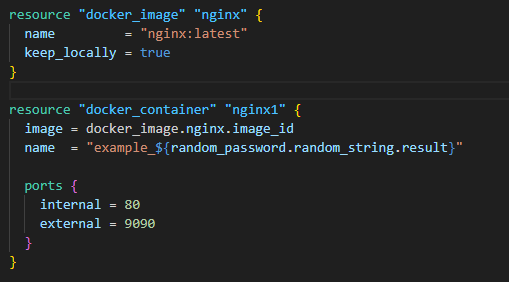 resource "docker_image" "nginx" {
  name         = "nginx:latest"
  keep_locally = true
}

resource "docker_container" "nginx1" {
  image = docker_image.nginx.image_id
  name  = "example_${random_password.random_string.result}"

  ports {
    internal = 80
    external = 9090
  }
}